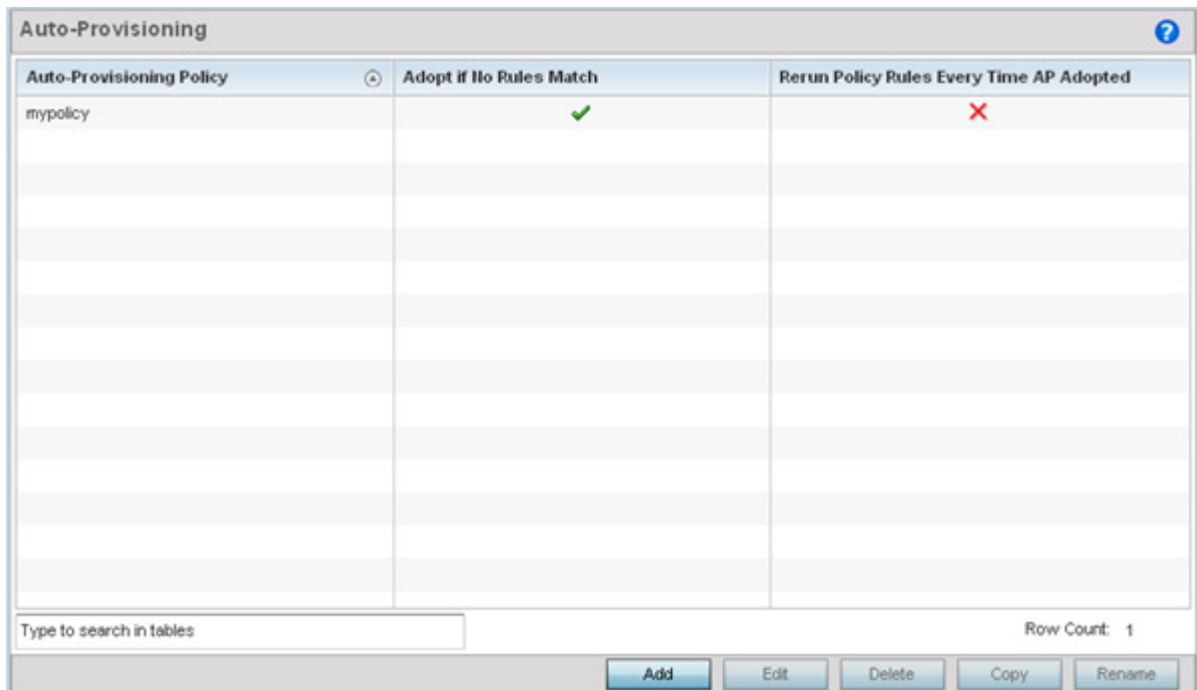 Auto-Provisioning
Auto-Provisioning Policy Adopt if No Rules Match Rerun Policy Rules Every Time AP Adopted
mypolicy
Type to search in tables Row Count: 1
Add Edit Delete Copy Rename